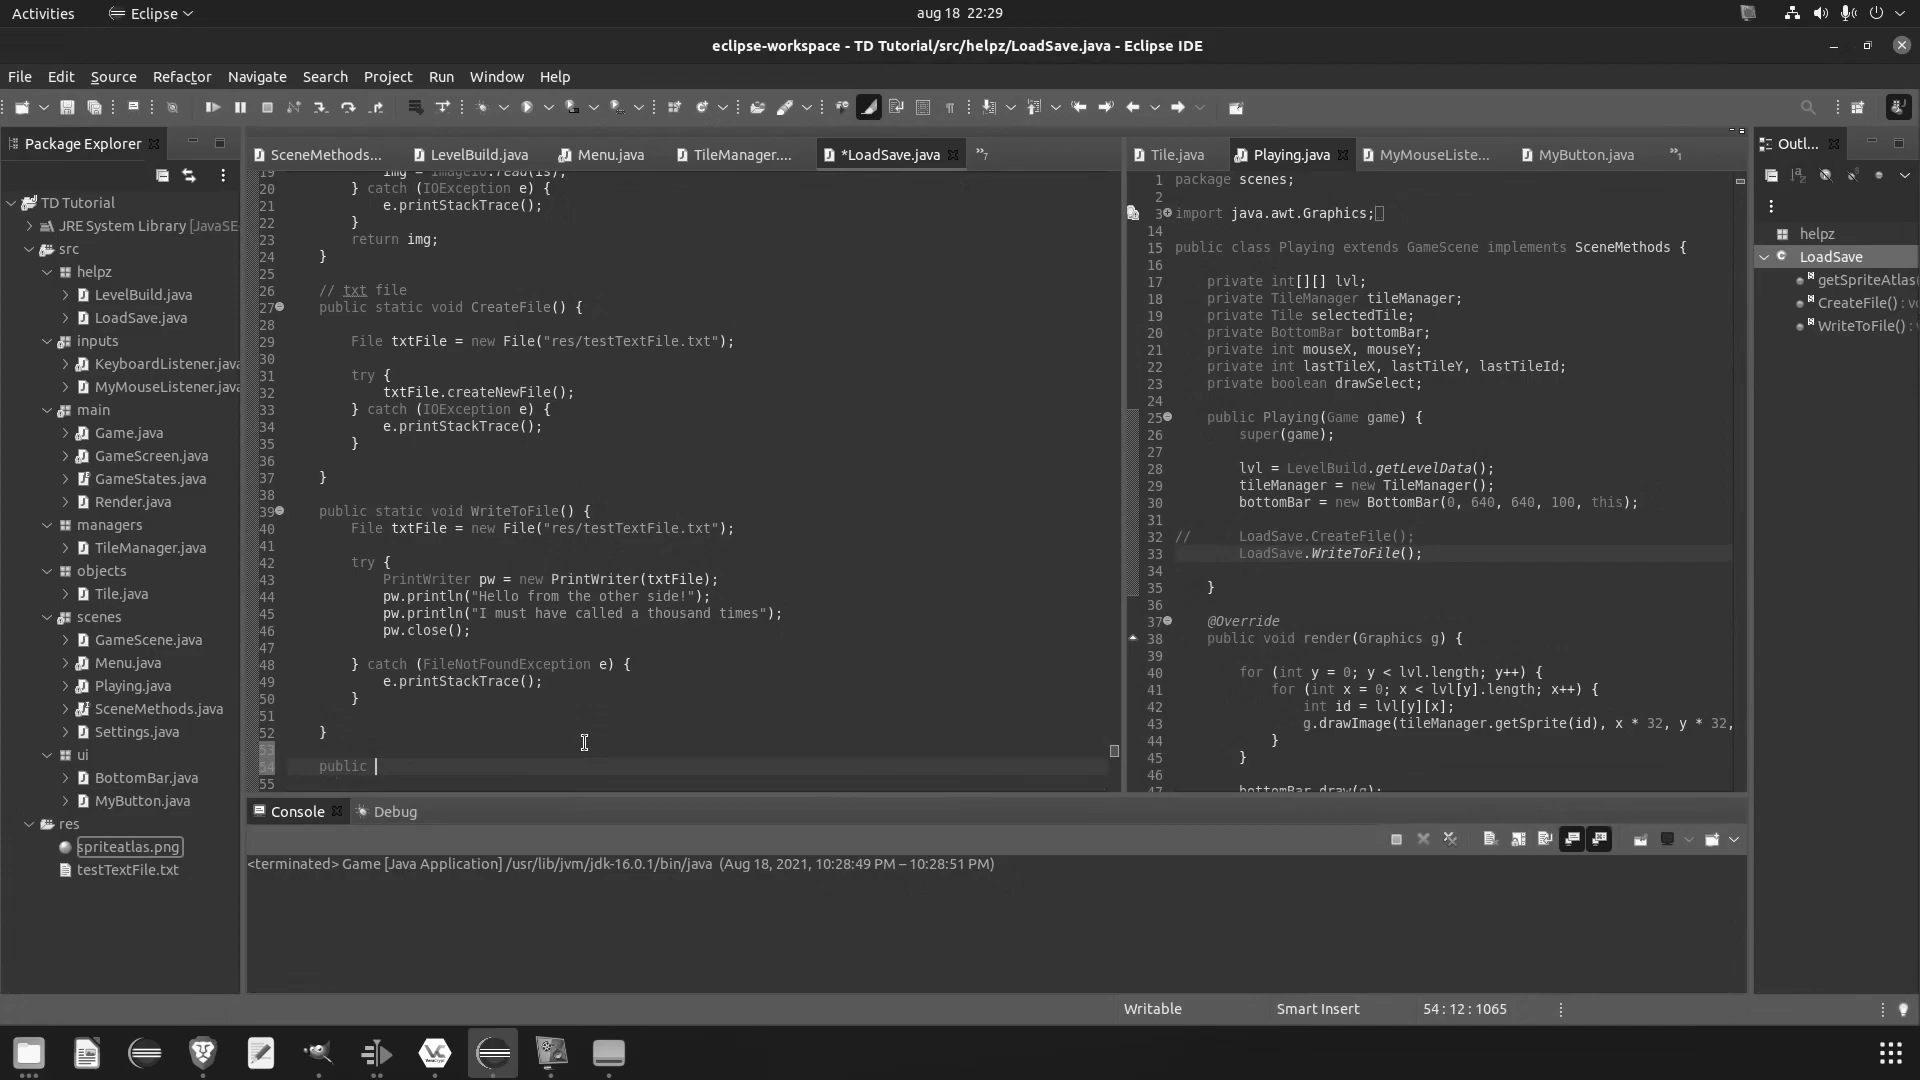 Activities
Eclipse
aug 18 22:29
eclipse-workspace - TD Tutorial/src/helpz/LoadSave.java - Eclipse IDE
File Edit Source Refactor Navigate Search Project Run Window Help
Package Explorer
TD Tutorial
JRE System Library [JavaSE
src
helpz
LevelBuild.java
LoadSave.java
inputs
KeyboardListener.java
MyMouseListener.java
main
Game.java
GameScreen.java
GameStates.java
Render.java
managers
TileManager.java
objects
Tile.java
scenes
GameScene.java
Menu.java
Playing.java
SceneMethods.java
Settings.java
ui
BottomBar.java
MyButton.java
res
spriteatlas.png
testTextFile.txt
SceneMethods... LevelBuild.java Menu.java TileManager.... *LoadSave.java »7
19 img = ImageIO.read(is);
20 } catch (IOException e) {
21 e.printStackTrace();
22 }
23 return img;
24 }
25
26 // txt file
27 public static void CreateFile() {
28
29 File txtFile = new File("res/testTextFile.txt");
30
31 try {
32 txtFile.createNewFile();
33 } catch (IOException e) {
34 e.printStackTrace();
35 }
36
37 }
38
39 public static void WriteToFile() {
40 File txtFile = new File("res/testTextFile.txt");
41
42 try {
43 PrintWriter pw = new PrintWriter(txtFile);
44 pw.println("Hello from the other side!");
45 pw.println("I must have called a thousand times");
46 pw.close();
47
48 } catch (FileNotFoundException e) {
49 e.printStackTrace();
50 }
51
52 }
53
54 public
55
Tile.java Playing.java MyMouseListe... MyButton.java »1
1 package scenes;
2
3 import java.awt.Graphics;
14
15 public class Playing extends GameScene implements SceneMethods {
16
17 private int[][] lvl;
18 private TileManager tileManager;
19 private Tile selectedTile;
20 private BottomBar bottomBar;
21 private int mouseX, mouseY;
22 private int lastTileX, lastTileY, lastTileId;
23 private boolean drawSelect;
24
25 public Playing(Game game) {
26 super(game);
27
28 lvl = LevelBuild.getLevelData();
29 tileManager = new TileManager();
30 bottomBar = new BottomBar(0, 640, 640, 100, this);
31
32 // LoadSave.CreateFile();
33 LoadSave.WriteToFile();
34
35 }
36
37 @Override
38 public void render(Graphics g) {
39
40 for (int y = 0; y < lvl.length; y++) {
41 for (int x = 0; x < lvl[y].length; x++) {
42 int id = lvl[y][x];
43 g.drawImage(tileManager.getSprite(id), x * 32, y * 32,
44 }
45 }
46
47 bottomBar.draw(g);
Outl...
helpz
LoadSave
getSpriteAtlas
CreateFile() : v
WriteToFile() :
Console Debug
<terminated> Game [Java Application] /usr/lib/jvm/jdk-16.0.1/bin/java (Aug 18, 2021, 10:28:49 PM – 10:28:51 PM)
Writable Smart Insert 54 : 12 : 1065